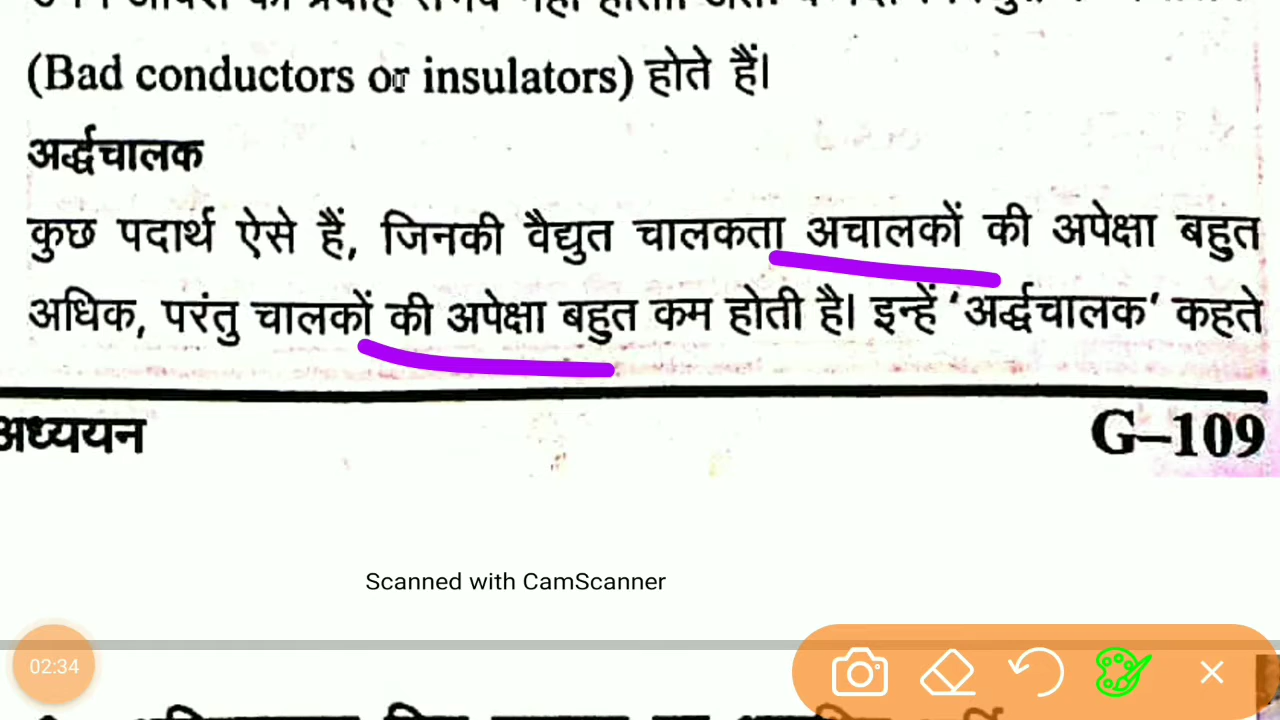 (Bad conductors or insulators) होते हैं।
अर्द्धचालक
कुछ पदार्थ ऐसे हैं, जिनकी वैद्युत चालकता अचालकों की अपेक्षा बहुत
अधिक, परंतु चालकों की अपेक्षा बहुत कम होती है। इन्हें ‘अर्द्धचालक’ कहते
अध्ययन
G–109
Scanned with CamScanner
02:34